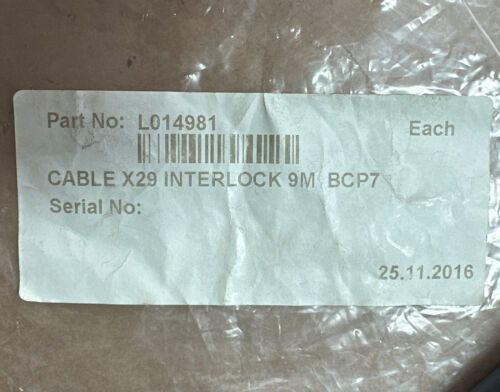 Part No: L014981 Each
CABLE X29 INTERLOCK 9M BCP7
Serial No:
25.11.2016